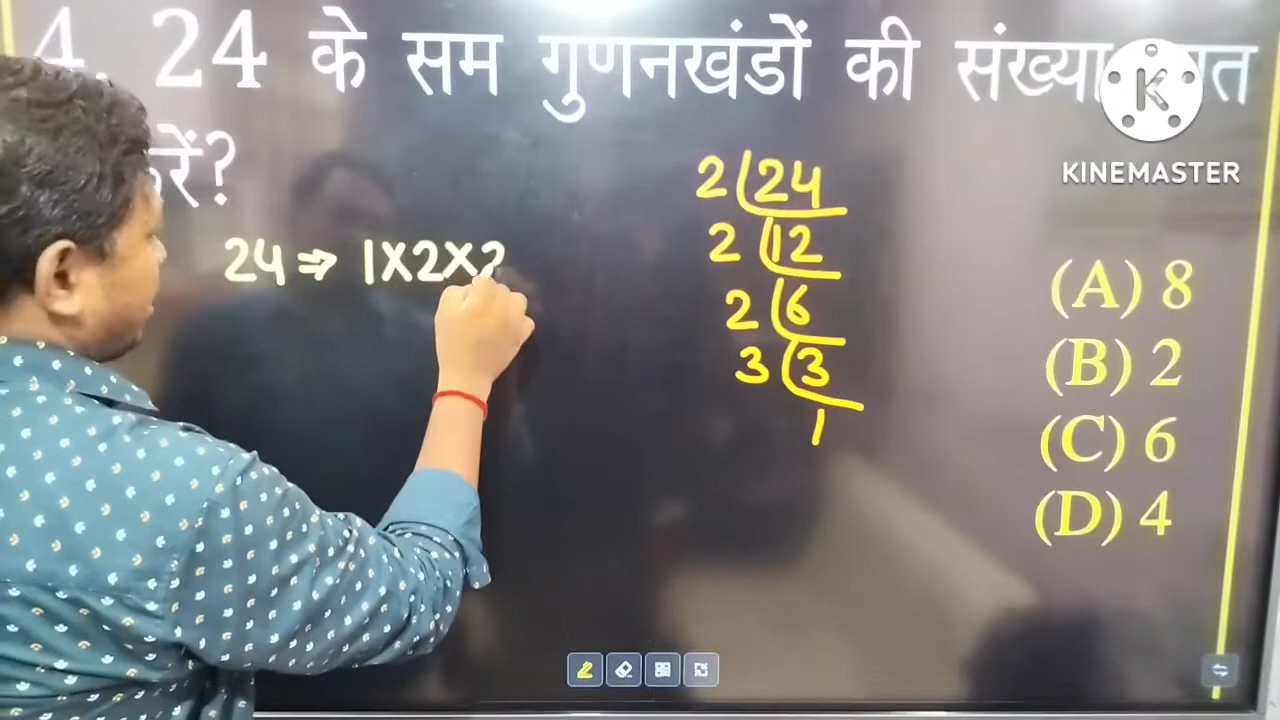 4. 24 के सम गुणनखंडों की संख्या
करें?
24 ⇒ 1×2×2
2 24
2 12
2 6
3 3
1
(A) 8
(B) 2
(C) 6
(D) 4
K
KINEMASTER